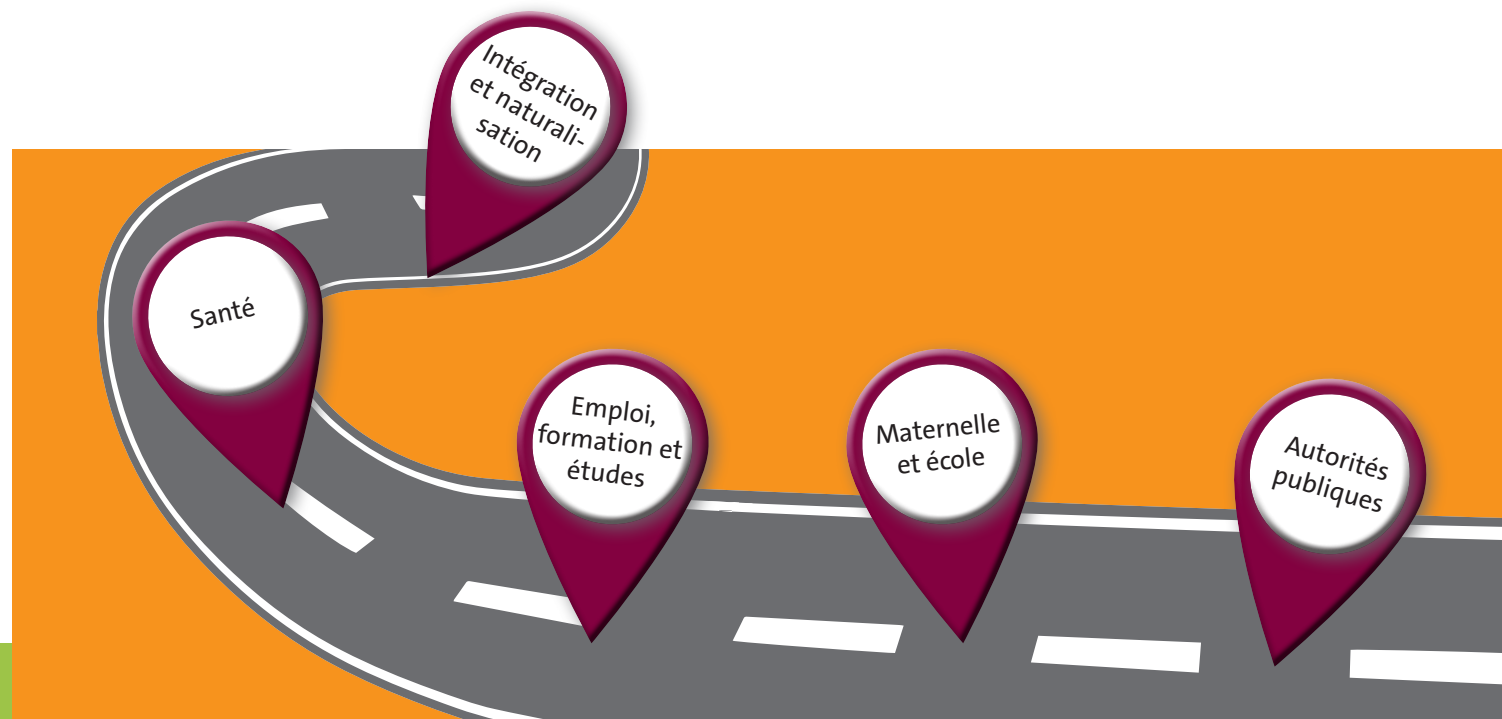 Intégration
et naturali-
sation
Santé
Emploi,
formation et
études
Maternelle
et école
Autorités
publiques